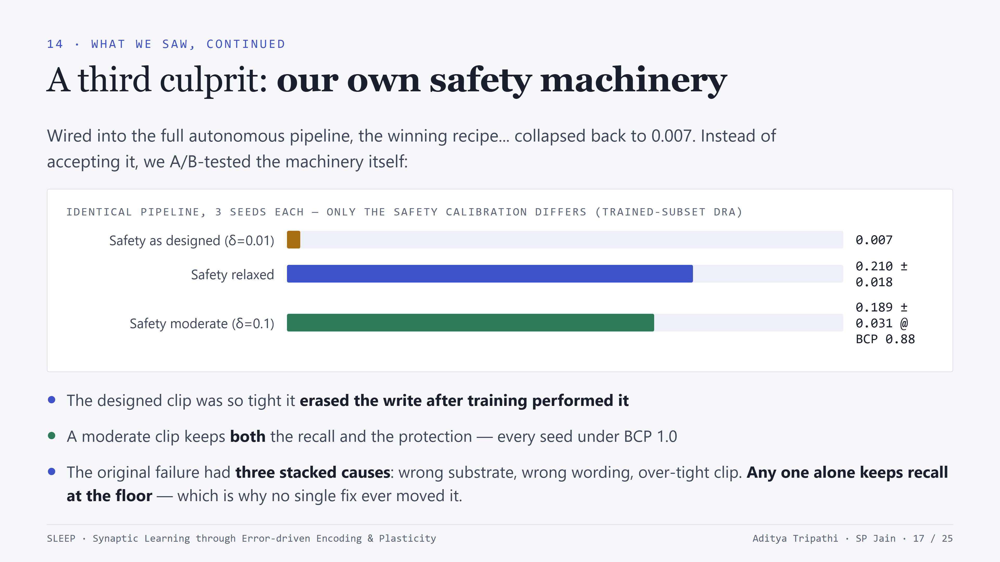 14 · WHAT WE SAW, CONTINUED
A third culprit: our own safety machinery
Wired into the full autonomous pipeline, the winning recipe... collapsed back to 0.007. Instead of
accepting it, we A/B-tested the machinery itself:
IDENTICAL PIPELINE, 3 SEEDS EACH — ONLY THE SAFETY CALIBRATION DIFFERS (TRAINED-SUBSET DRA)
Safety as designed (δ=0.01)
0.007
Safety relaxed
0.210 ±
0.018
Safety moderate (δ=0.1)
0.189 ±
0.031 @
BCP 0.88
The designed clip was so tight it erased the write after training performed it
A moderate clip keeps both the recall and the protection — every seed under BCP 1.0
The original failure had three stacked causes: wrong substrate, wrong wording, over-tight clip. Any one alone keeps recall
at the floor — which is why no single fix ever moved it.
SLEEP · Synaptic Learning through Error-driven Encoding & Plasticity
Aditya Tripathi · SP Jain · 17 / 25